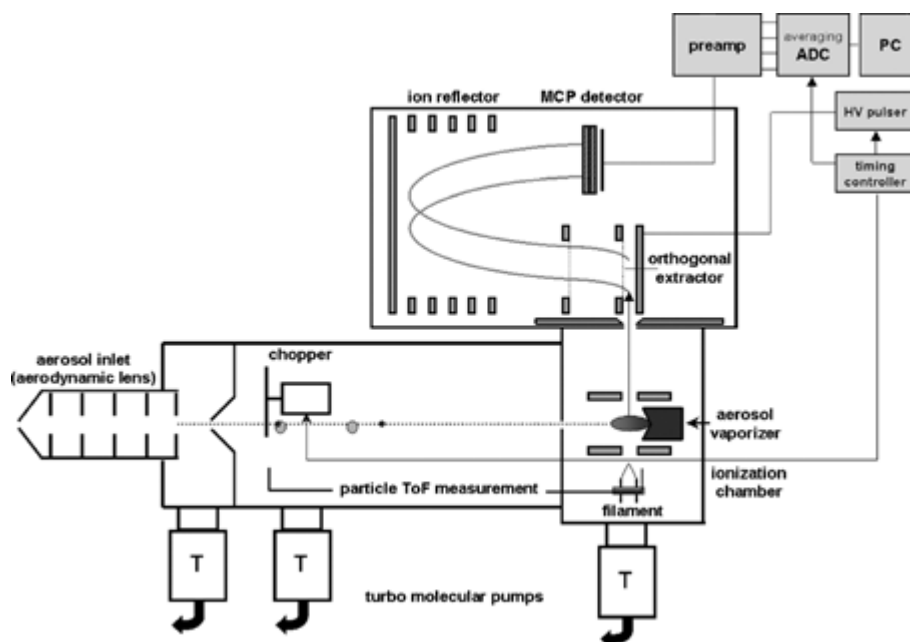 preamp
averaging
ADC
PC
ion reflector
MCP detector
HV pulser
timing
controller
orthogonal
extractor
aerosol inlet
(aerodynamic lens)
chopper
aerosol
vaporizer
particle ToF measurement
ionization
chamber
filament
T
T
T
turbo molecular pumps